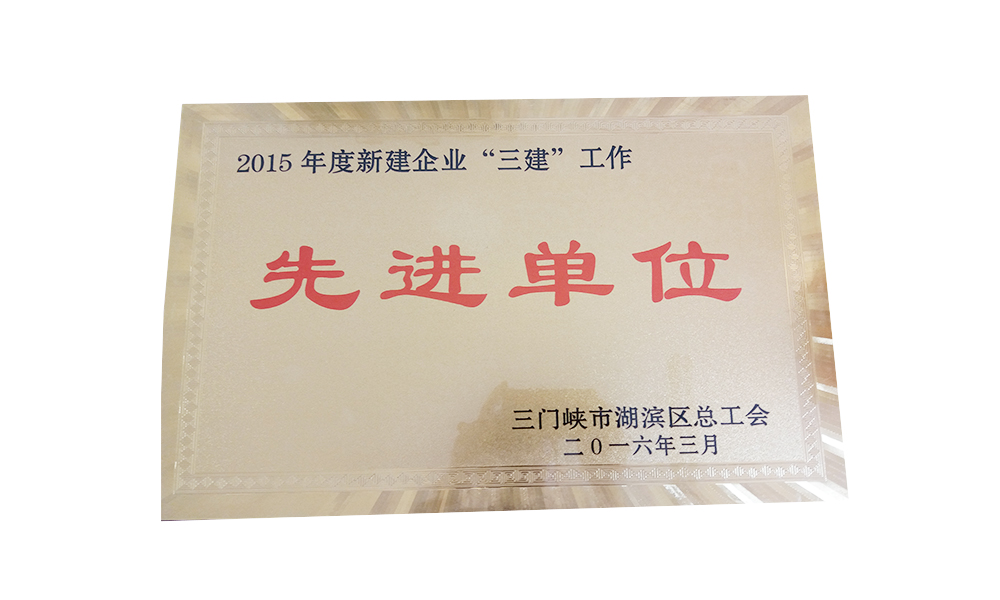 2015 年度新建企业“三建”工作
先进单位
三门峡市湖滨区总工会
二0一六年三月